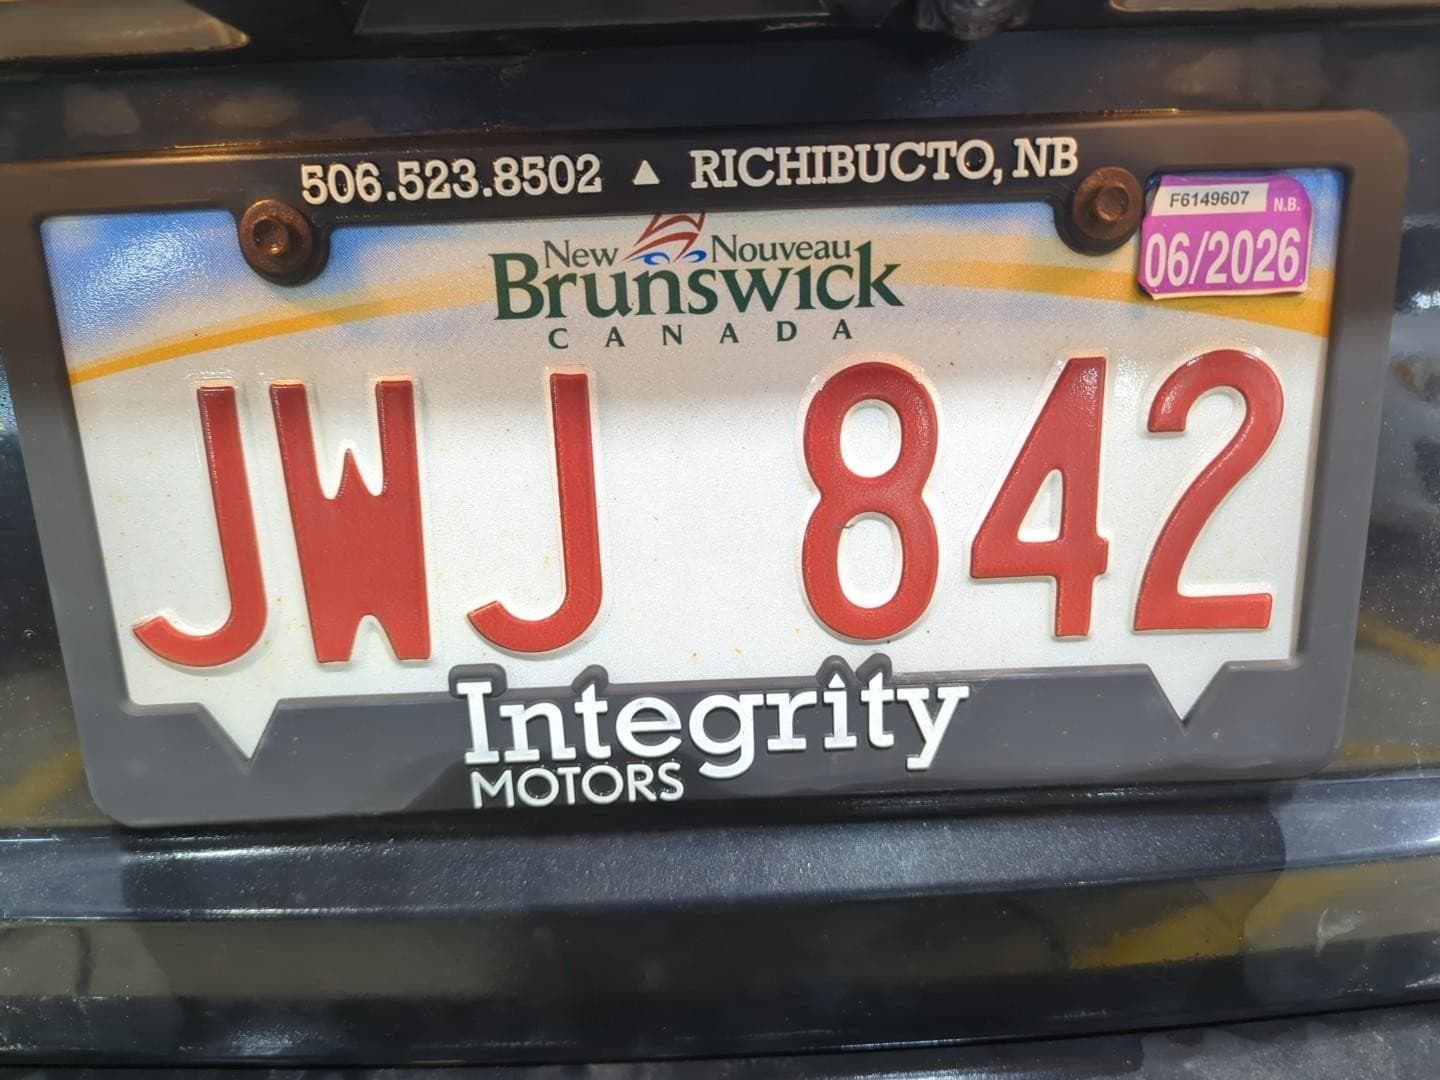 506.523.8502 ▲ RICHIBUCTO, NB
F6149607 N.B.
06/2026
New Nouveau
Brunswick
CANADA
JWJ 842
Integrity
MOTORS